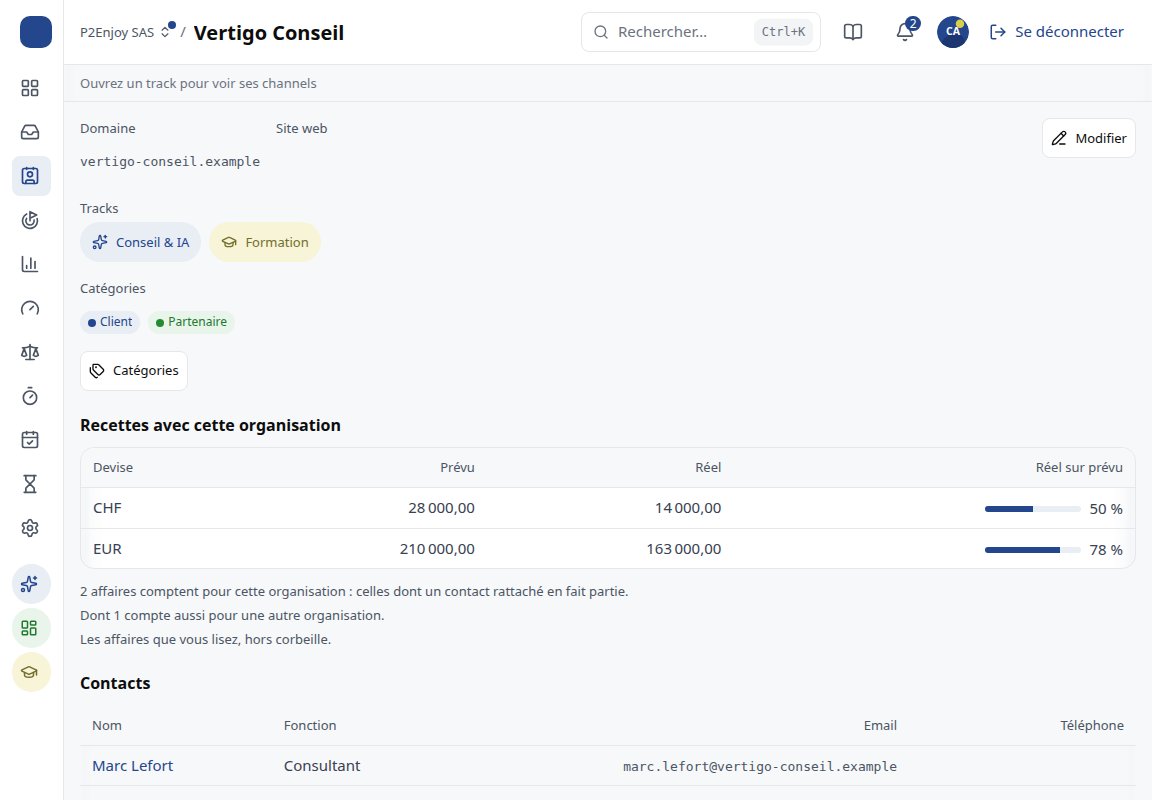 P2Enjoy SAS / Vertigo Conseil
Rechercher... Ctrl+K
2
CA
Se déconnecter
Ouvrez un track pour voir ses channels
Domaine Site web
Modifier
vertigo-conseil.example
Tracks
Conseil & IA Formation
Catégories
Client Partenaire
Catégories
Recettes avec cette organisation
Devise Prévu Réel Réel sur prévu
CHF 28 000,00 14 000,00 50 %
EUR 210 000,00 163 000,00 78 %
2 affaires comptent pour cette organisation : celles dont un contact rattaché en fait partie.
Dont 1 compte aussi pour une autre organisation.
Les affaires que vous lisez, hors corbeille.
Contacts
Nom Fonction Email Téléphone
Marc Lefort Consultant marc.lefort@vertigo-conseil.example